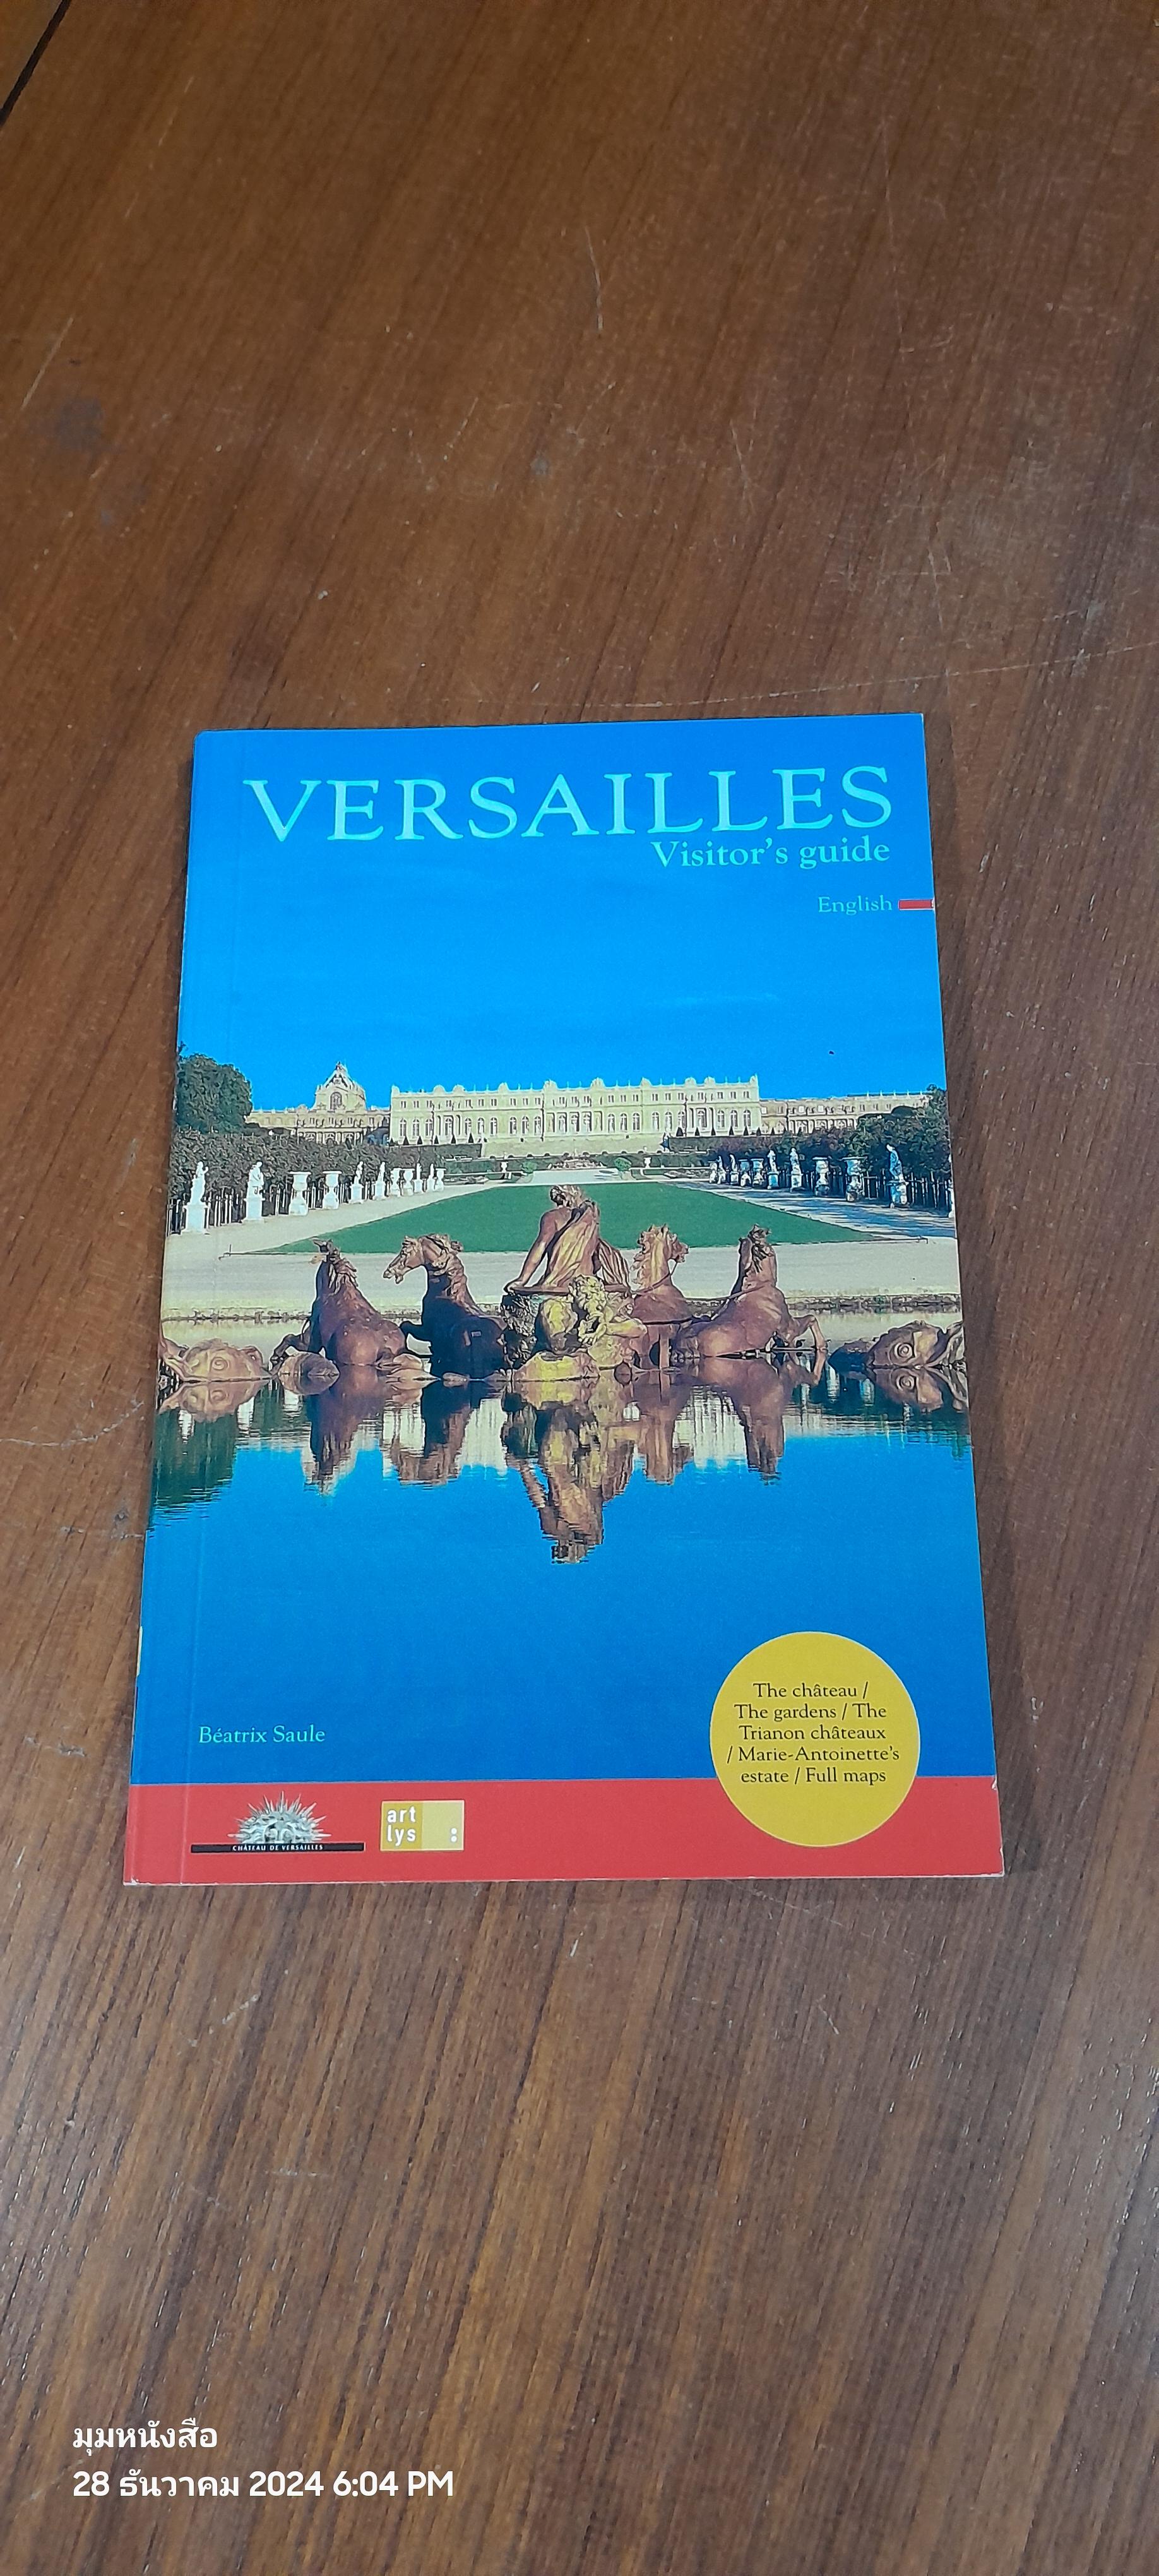 VERSAILLES
Visitor's guide
English
Béatrix Saule
The château /
The gardens / The
Trianon châteaux
/ Marie-Antoinette's
estate / Full maps
CHÂTEAU DE VERSAILLES
art
lys :
มุมหนังสือ
28 ธันวาคม 2024 6:04 PM